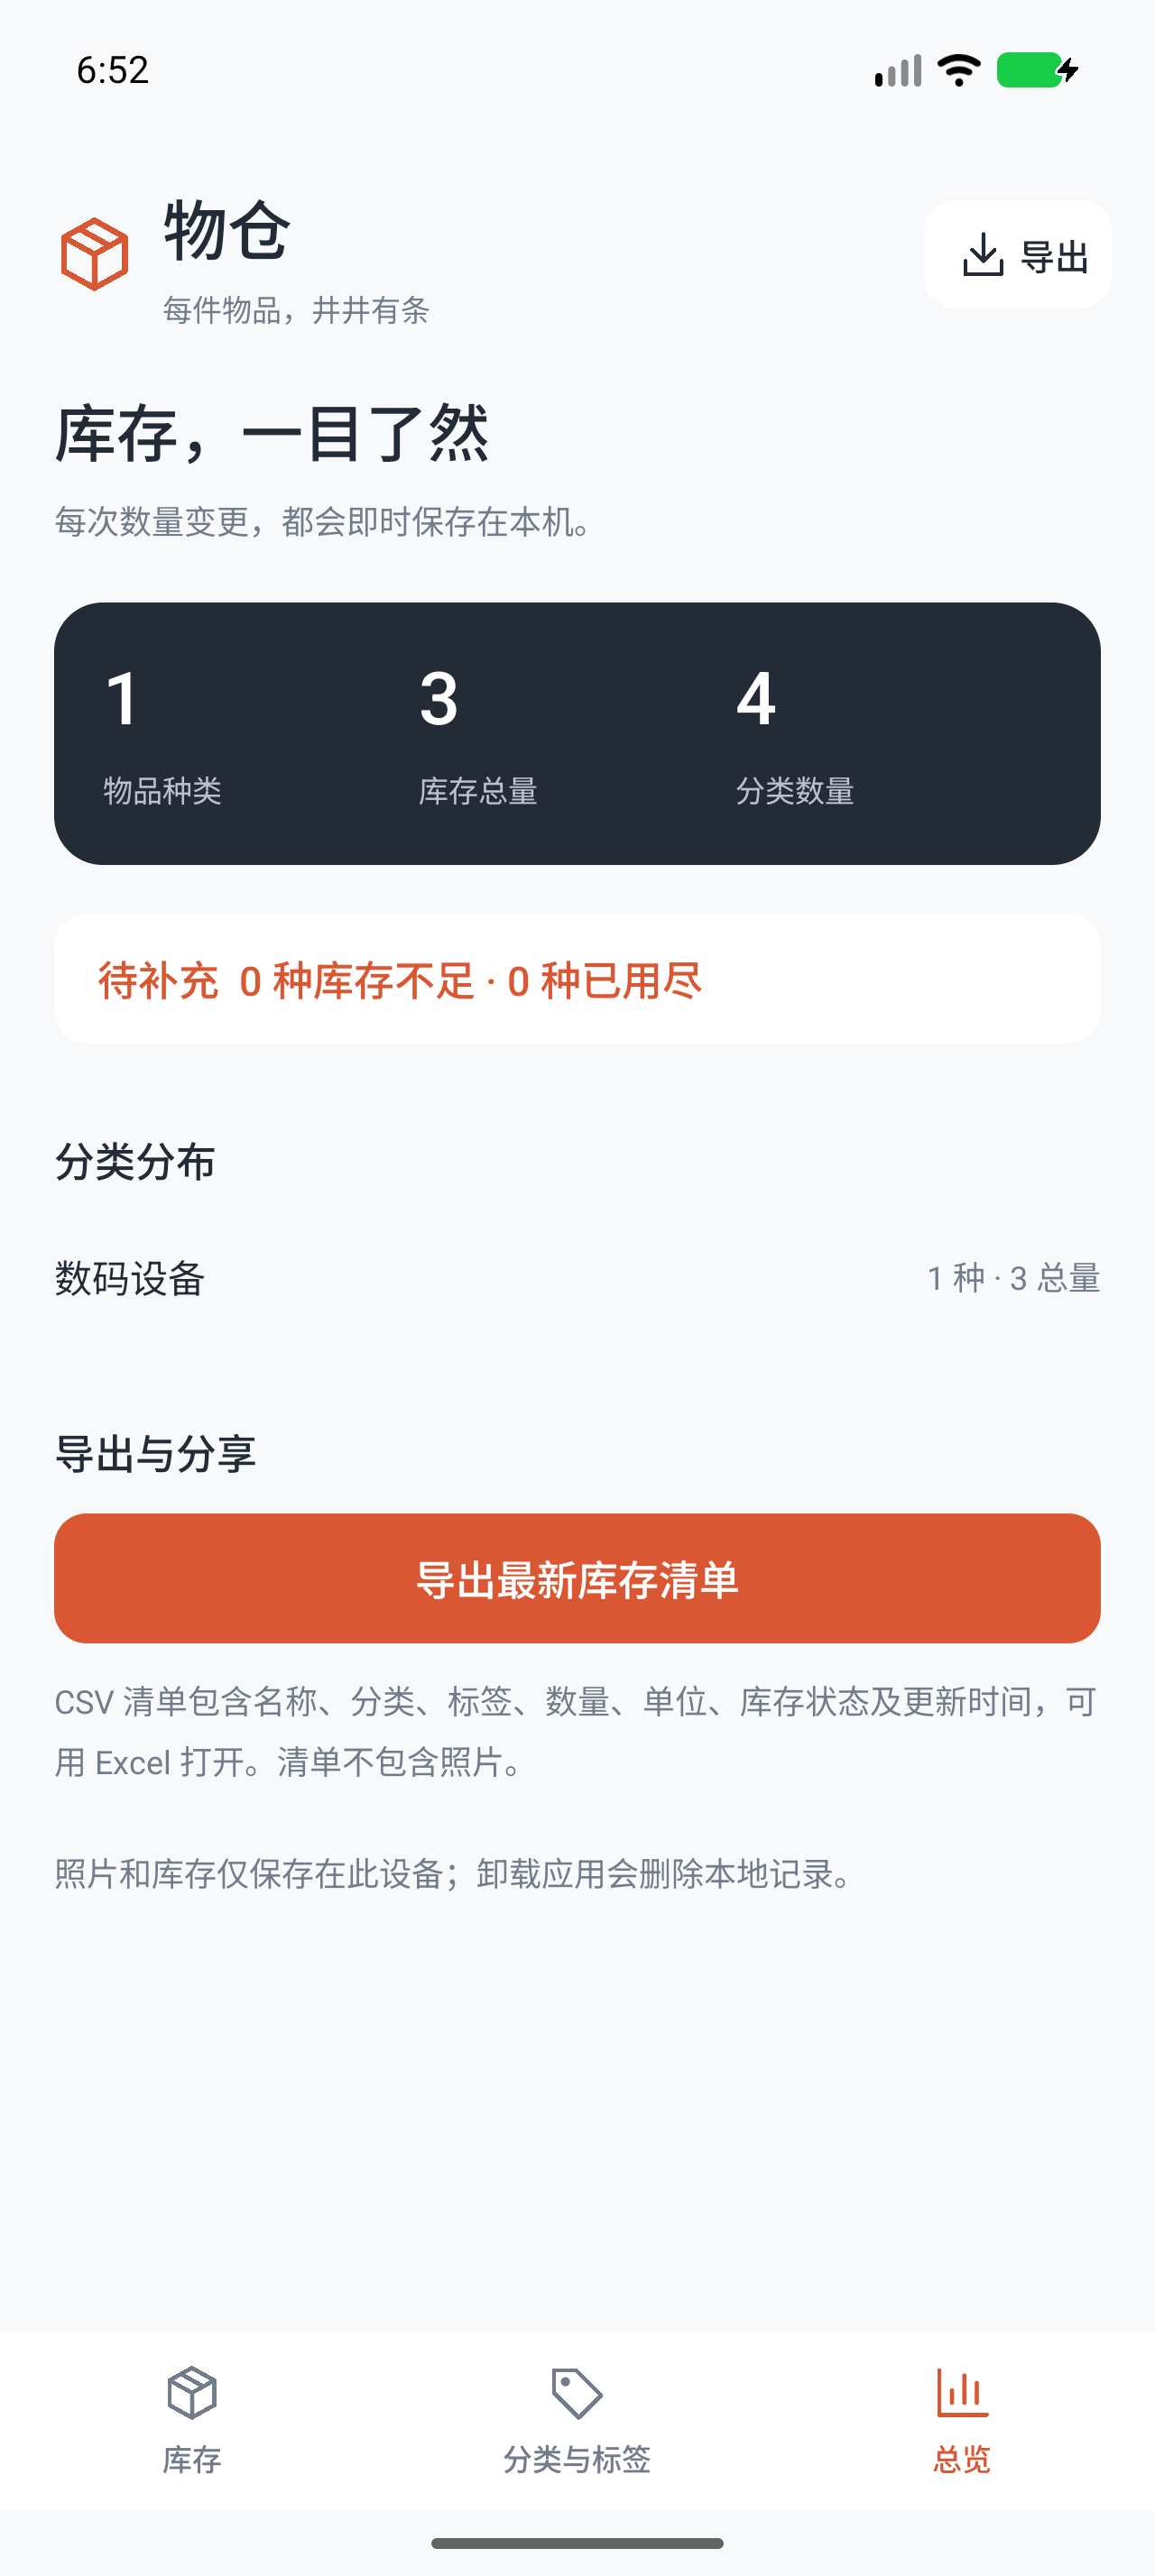 6:52
物仓
每件物品，井井有条
导出
库存，一目了然
每次数量变更，都会即时保存在本机。
1 3 4
物品种类 库存总量 分类数量
待补充 0 种库存不足 · 0 种已用尽
分类分布
数码设备 1 种 · 3 总量
导出与分享
导出最新库存清单
CSV 清单包含名称、分类、标签、数量、单位、库存状态及更新时间，可
用 Excel 打开。清单不包含照片。
照片和库存仅保存在此设备；卸载应用会删除本地记录。
库存 分类与标签 总览